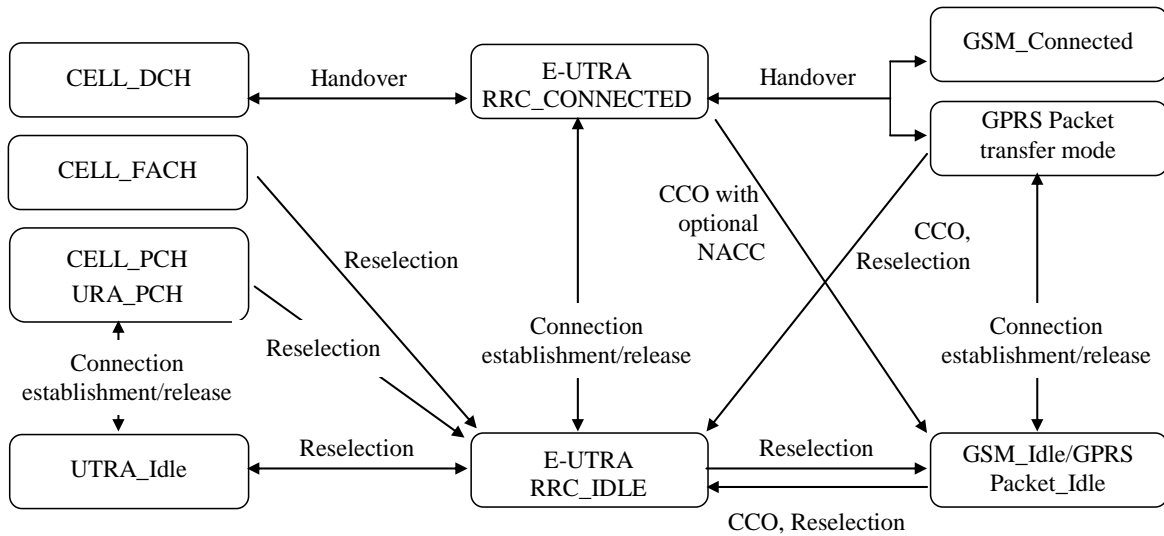 GSM_Connected
CELL_DCH
Handover
E-UTRA
RRC_CONNECTED
Handover
GPRS Packet
transfer mode
CELL_FACH
CCO with
optional
NACC
CCO,
Reselection
CELL_PCH
URA_PCH
Reselection
Reselection
Connection
establishment/release
Connection
establishment/release
Connection
establishment/release
UTRA_Idle
Reselection
E-UTRA
RRC_IDLE
Reselection
GSM_Idle/GPRS
Packet_Idle
CCO, Reselection